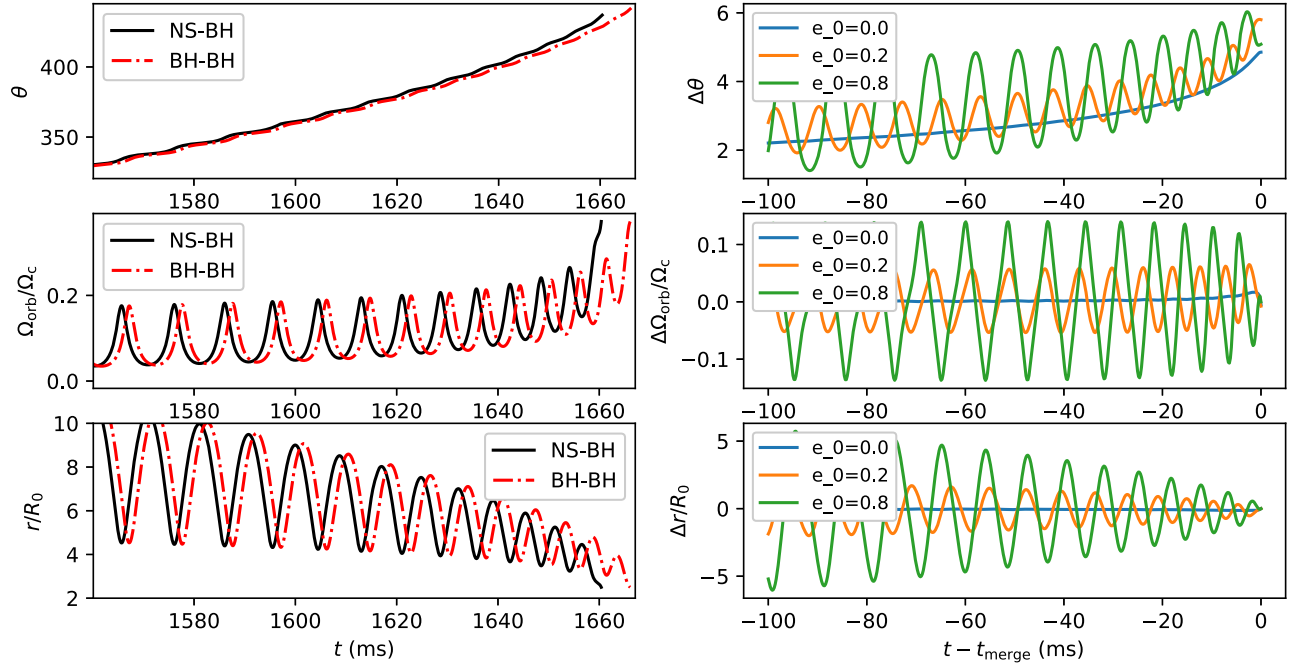 NS-BH
BH-BH
400
350
θ
1580
1600
1620
1640
1660
NS-BH
BH-BH
0.2
0.0
Ω_orb/Ω_c
1580
1600
1620
1640
1660
NS-BH
BH-BH
10
8
6
4
2
r/R_0
1580
1600
1620
1640
1660
t (ms)
e_0=0.0
e_0=0.2
e_0=0.8
6
4
2
Δθ
−100
−80
−60
−40
−20
0
e_0=0.0
e_0=0.2
e_0=0.8
0.1
0.0
−0.1
ΔΩ_orb/Ω_c
−100
−80
−60
−40
−20
0
e_0=0.0
e_0=0.2
e_0=0.8
5
0
−5
Δr/R_0
−100
−80
−60
−40
−20
0
t − t_merge (ms)